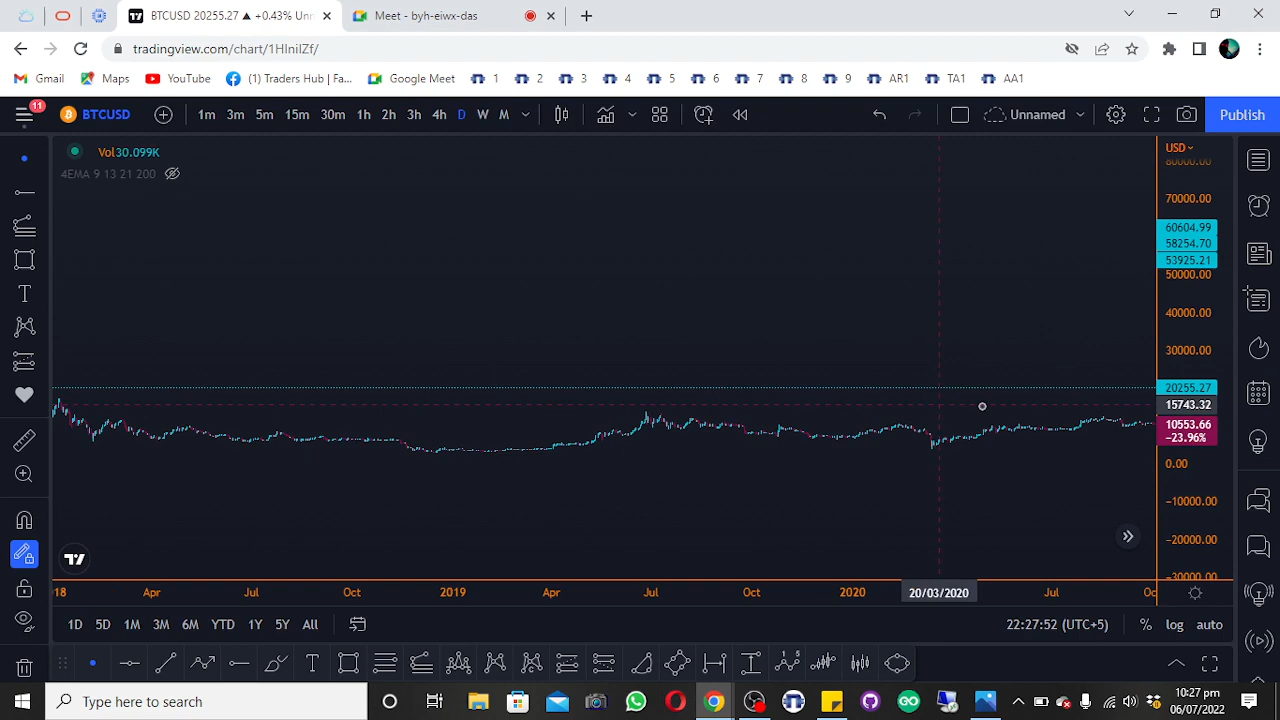 BTCUSD 20255.27 ▲ +0.43% Unn
Meet - byh-eiwx-das
tradingview.com/chart/1HlnilZf/
Gmail Maps YouTube (1) Traders Hub | Fa... Google Meet 1 2 3 4 5 6 7 8 9 AR1 TA1 AA1
11 BTCUSD 1m 3m 5m 15m 30m 1h 2h 3h 4h D W M Unnamed Publish
Vol 30.099K
4EMA 9 13 21 200
USD
80000.00
70000.00
60604.99
58254.70
53925.21
50000.00
40000.00
30000.00
20255.27
15743.32
10553.66
−23.96%
0.00
−10000.00
−20000.00
−30000.00
18 Apr Jul Oct 2019 Apr Jul Oct 2020 20/03/2020 Jul Oc
1D 5D 1M 3M 6M YTD 1Y 5Y All 22:27:52 (UTC+5) % log auto
Type here to search
10:27 pm
06/07/2022